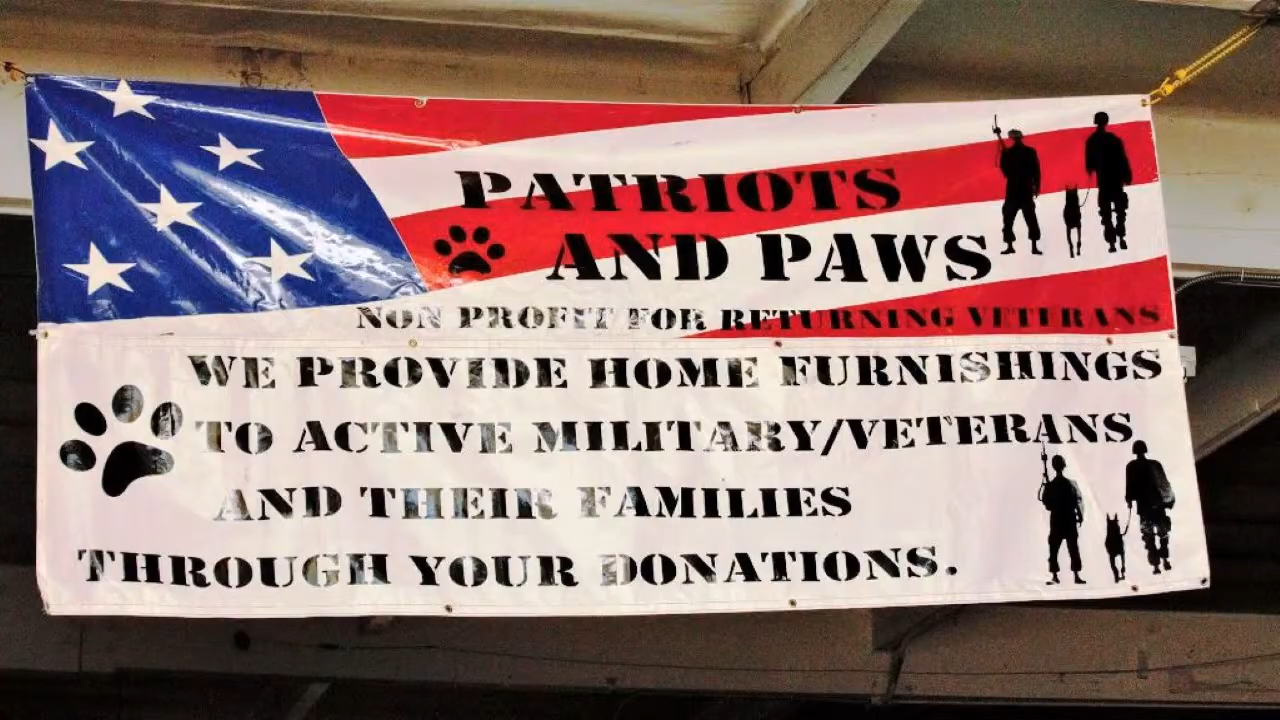 PATRIOTS
AND PAWS
NON PROFIT FOR RETURNING VETERANS
WE PROVIDE HOME FURNISHINGS
TO ACTIVE MILITARY/VETERANS
AND THEIR FAMILIES
THROUGH YOUR DONATIONS.